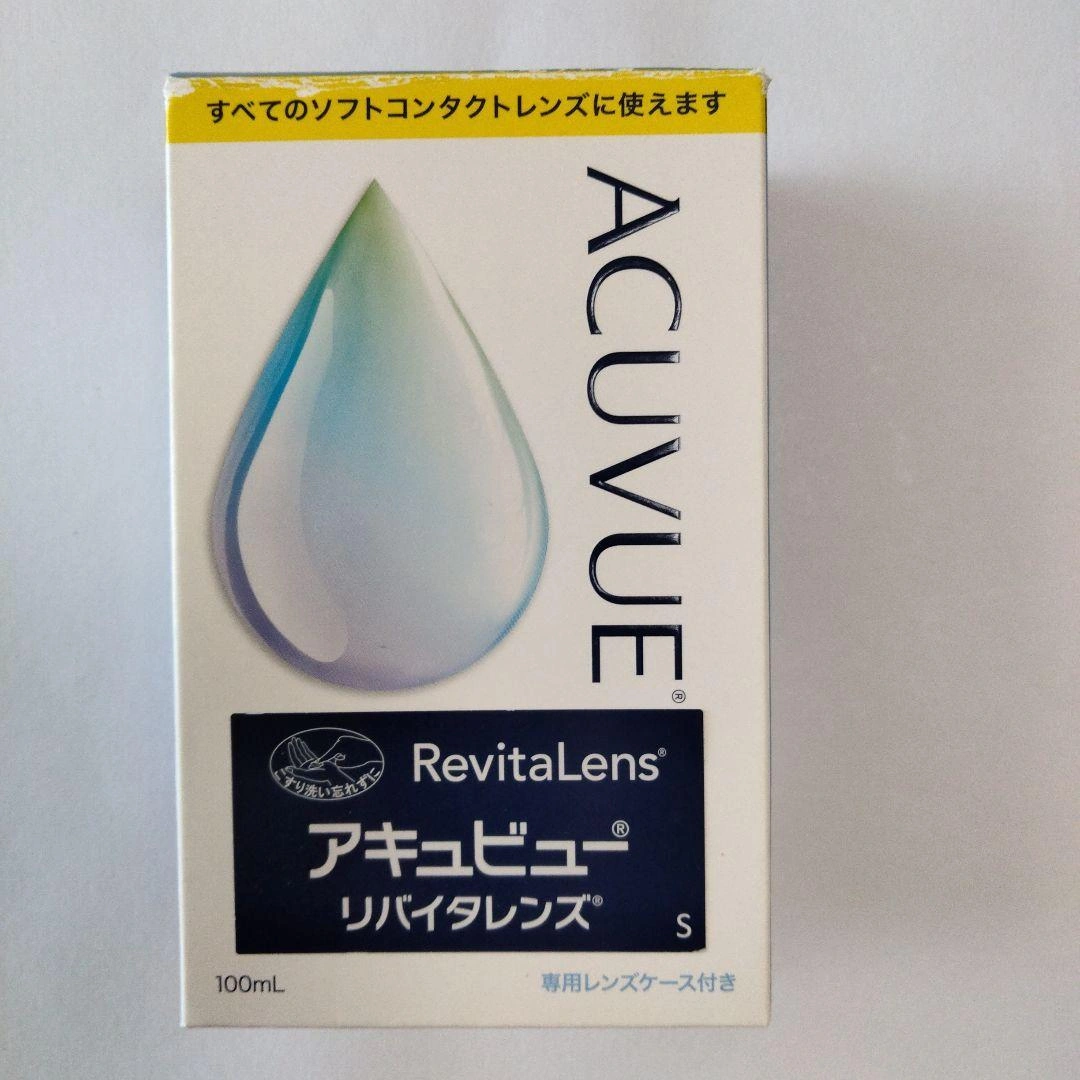 すべてのソフトコンタクトレンズに使えます
ACUVUE®
こすり洗い忘れずに
RevitaLens®
アキュビュー®
リバイタレンズ®
S
100mL
専用レンズケース付き